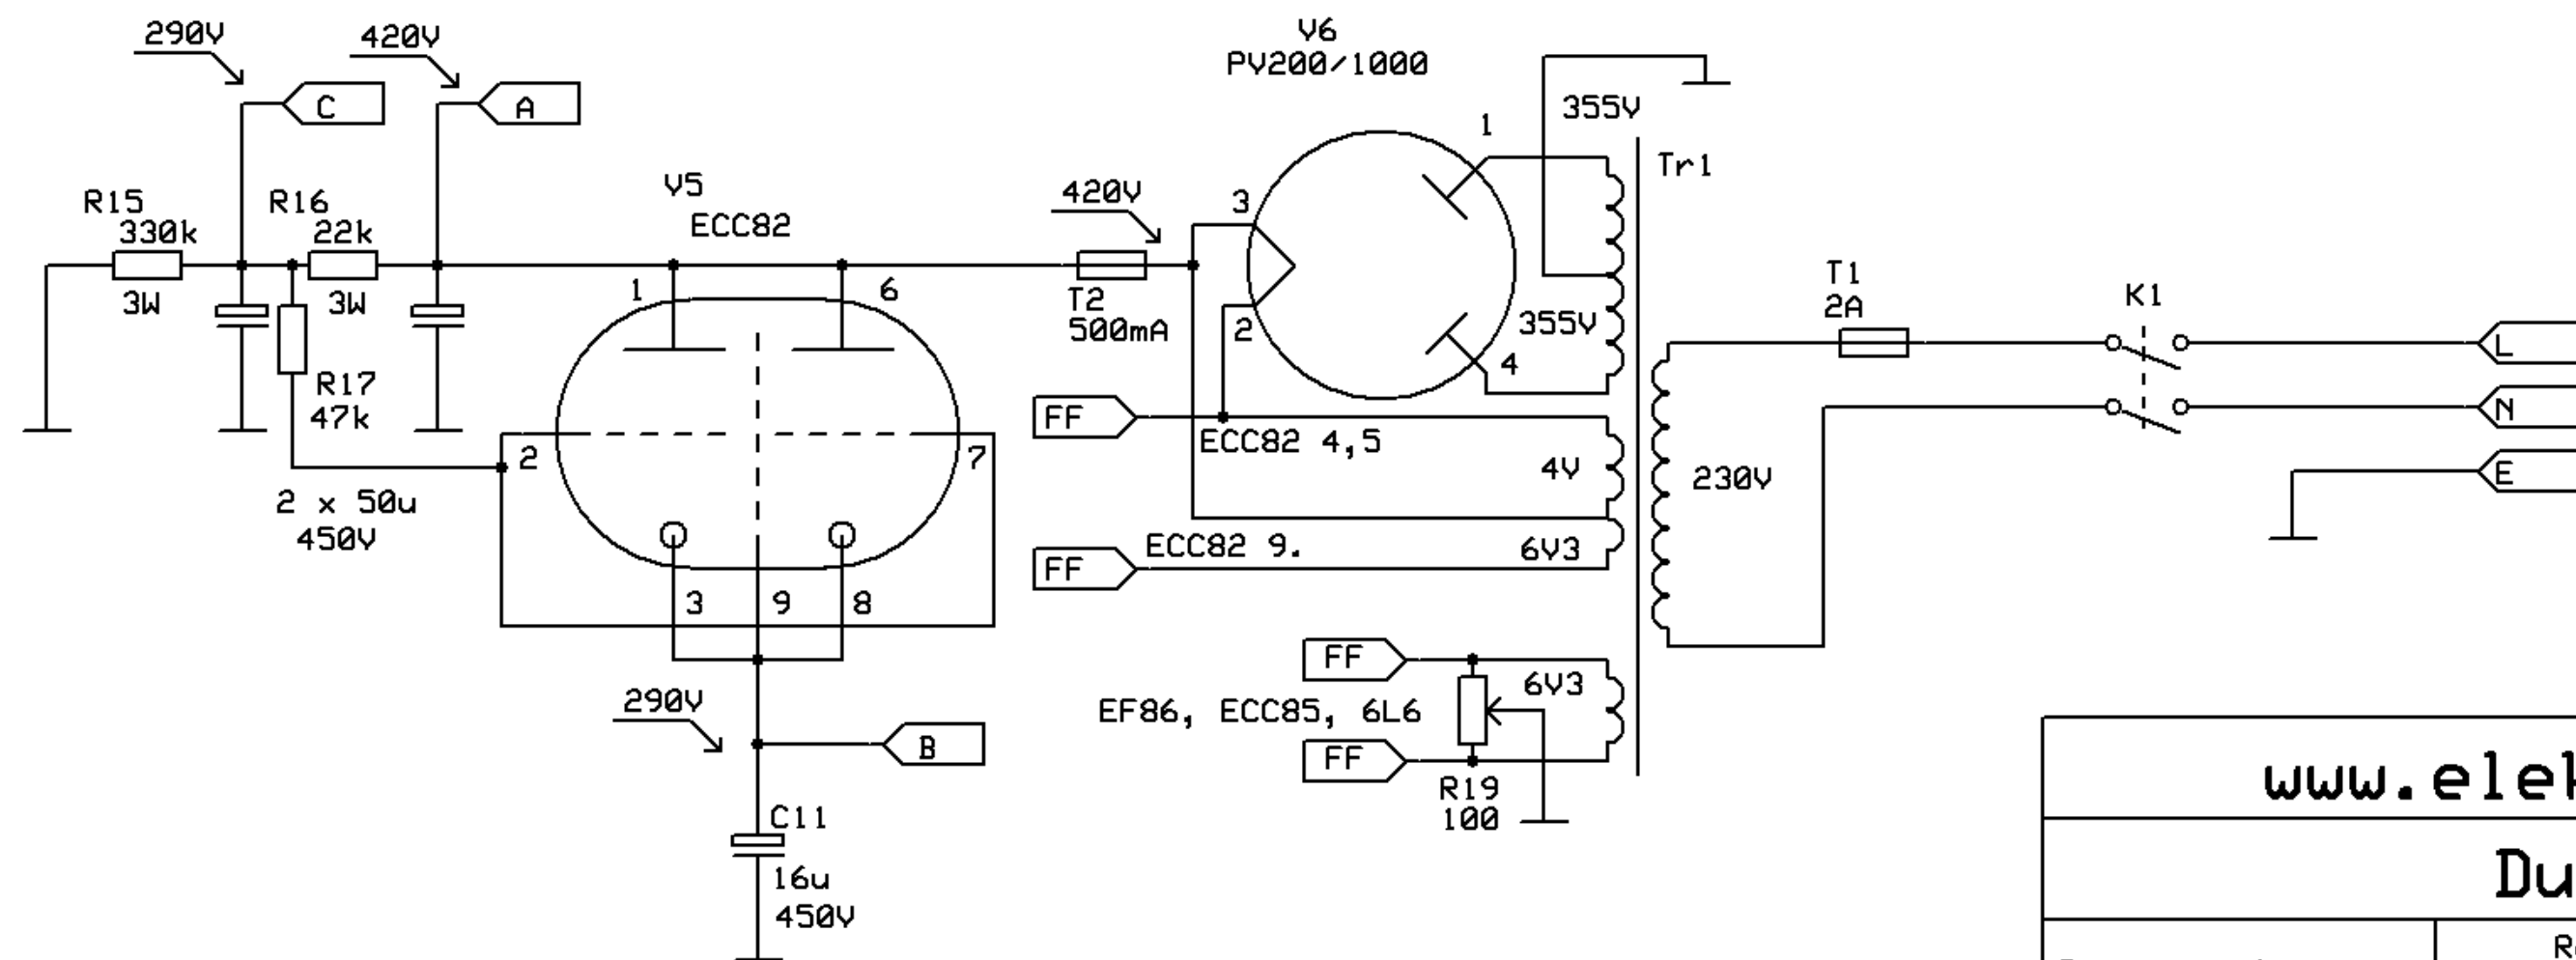 290V
420V
V6
PV200/1000
C
A
355V
1
Tr1
V5
ECC82
420V
3
R15
330k
R16
22k
3W
3W
1
6
T2
500mA
2
355V
4
T1
2A
K1
L
N
E
R17
47k
2
7
FF
ECC82 4,5
4V
230V
2 x 50u
450V
FF
ECC82 9.
6V3
3
9
8
FF
6V3
EF86, ECC85, 6L6
FF
R19
100
290V
B
C11
16u
450V
www.elek
Du